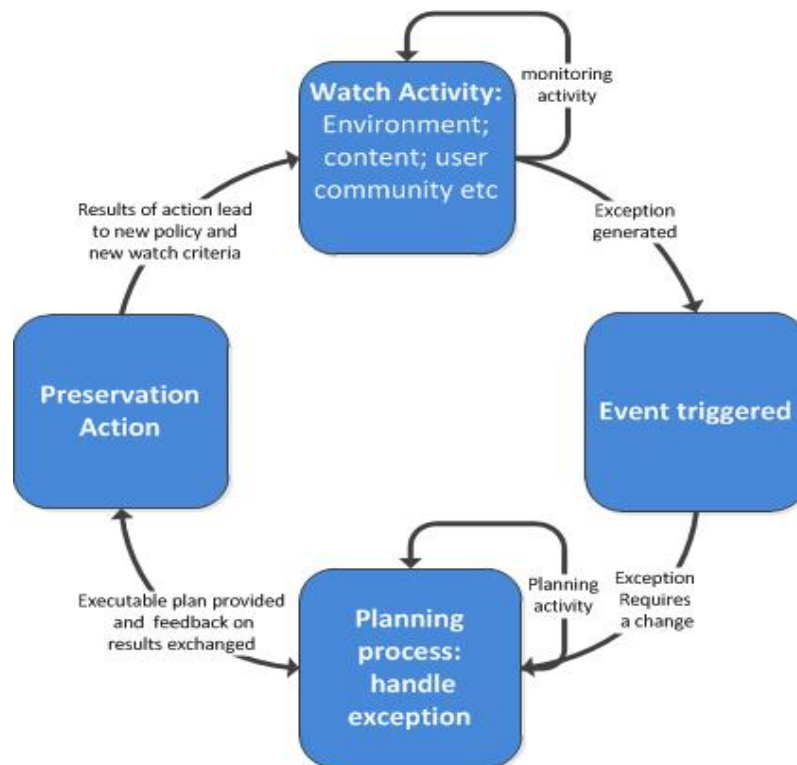 monitoring
activity
Watch Activity:
Environment;
content; user
community etc
Results of action lead
to new policy and
new watch criteria
Exception
generated
Preservation
Action
Event triggered
Executable plan provided
and feedback on
results exchanged
Planning
process:
handle
exception
Planning
activity
Exception
Requires
a change